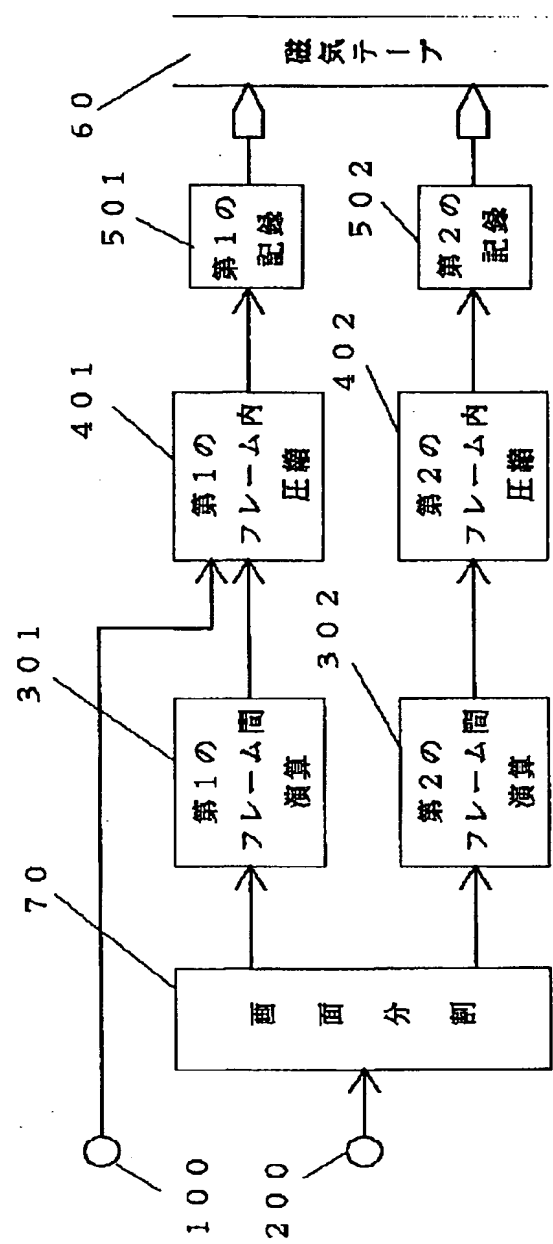 100
200
70
画面分割
301
第1の
フレーム間
演算
302
第2の
フレーム間
演算
401
第1の
フレーム内
圧縮
402
第2の
フレーム内
圧縮
501
第1の
記録
502
第2の
記録
60
磁気テープ